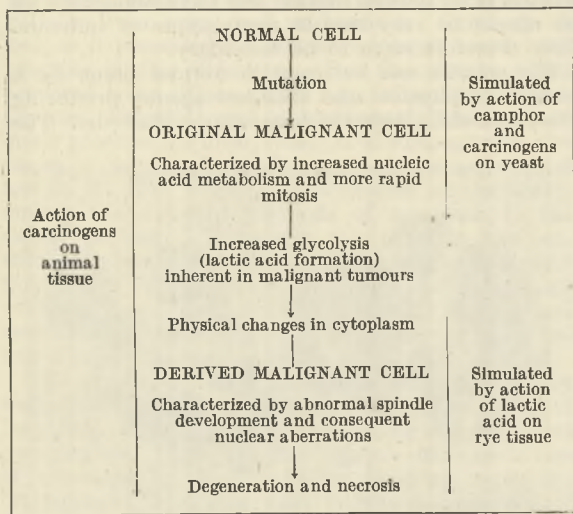 NORMAL CELL
Mutation
ORIGINAL MALIGNANT CELL
Characterized by increased nucleic
acid metabolism and more rapid
mitosis
Increased glycolysis
(lactic acid formation)
inherent in malignant tumours
Physical changes in cytoplasm
DERIVED MALIGNANT CELL
Characterized by abnormal spindle
development and consequent
nuclear aberrations
Degeneration and necrosis
Action of
carcinogens
on
animal
tissue
Simulated
by action of
camphor
and
carcinogens
on yeast
Simulated
by action
of lactic
acid on
rye tissue